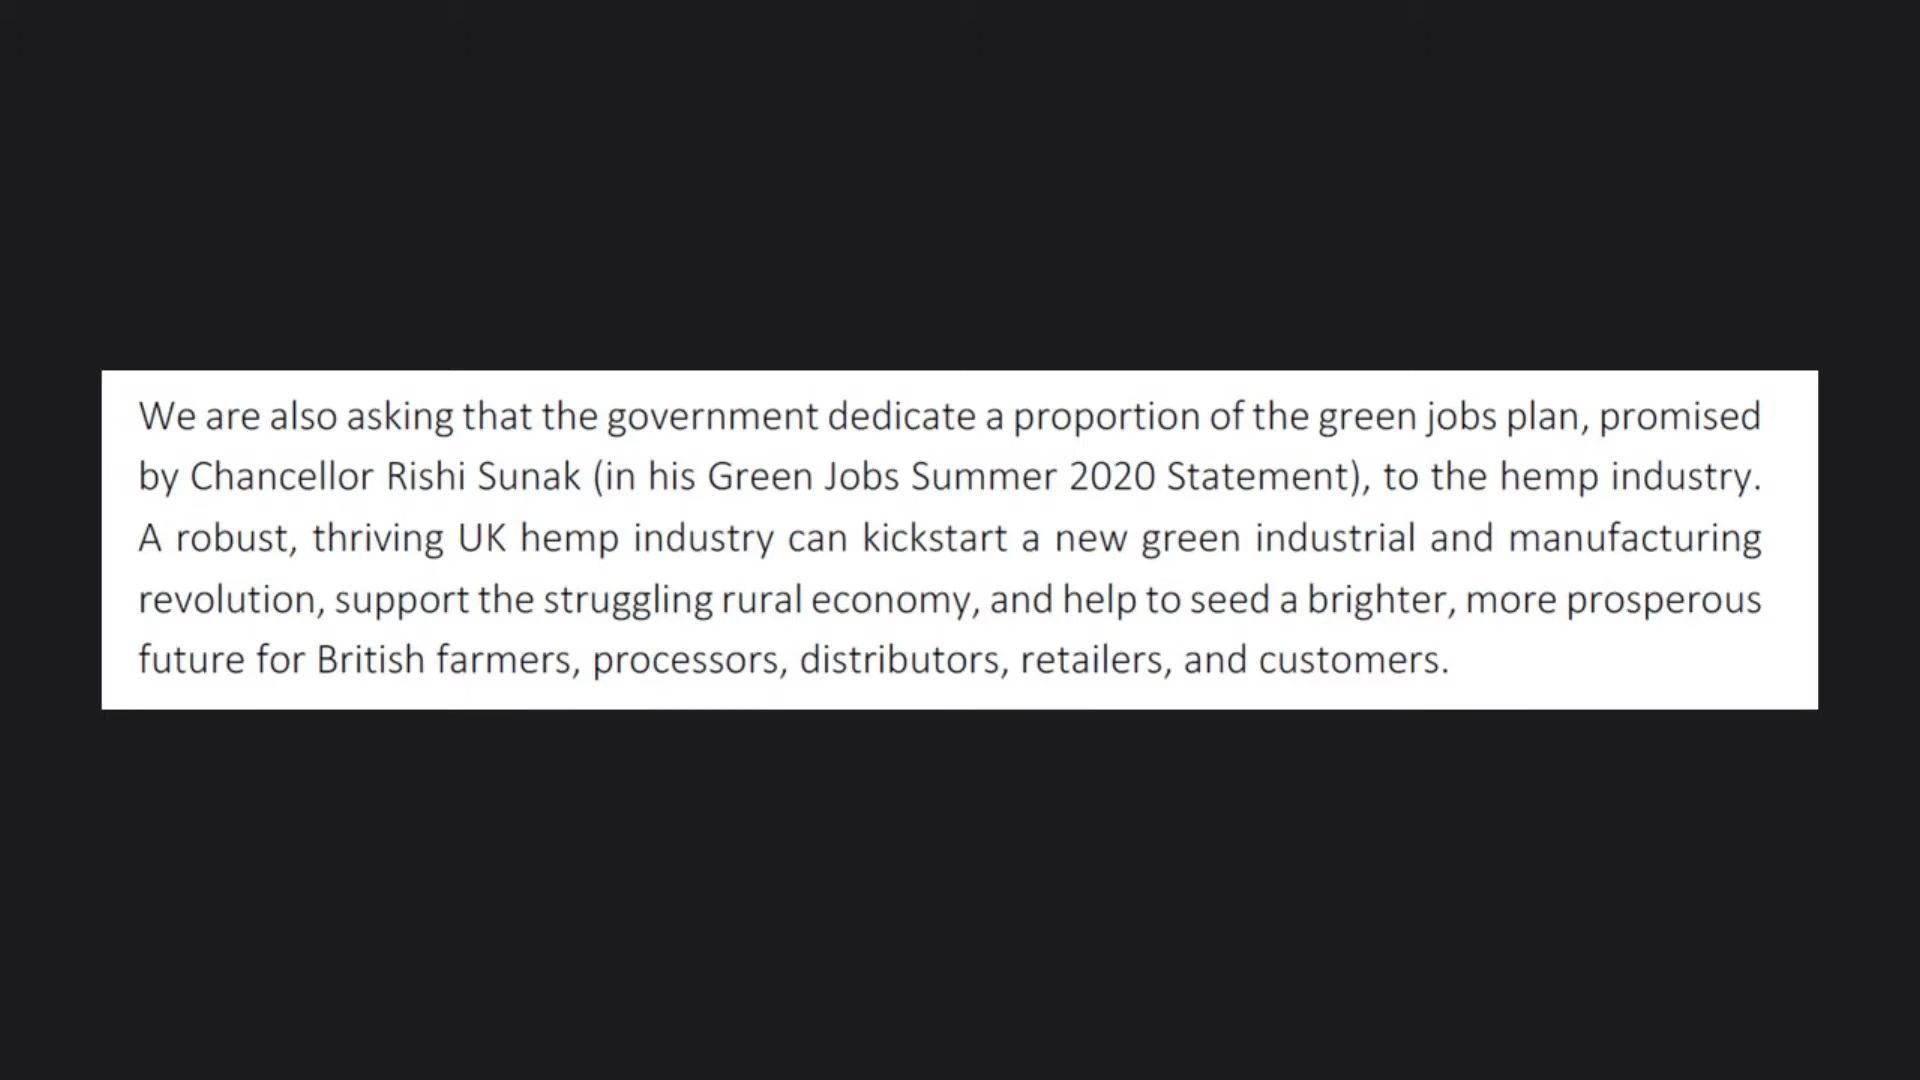 We are also asking that the government dedicate a proportion of the green jobs plan, promised
by Chancellor Rishi Sunak (in his Green Jobs Summer 2020 Statement), to the hemp industry.
A robust, thriving UK hemp industry can kickstart a new green industrial and manufacturing
revolution, support the struggling rural economy, and help to seed a brighter, more prosperous
future for British farmers, processors, distributors, retailers, and customers.